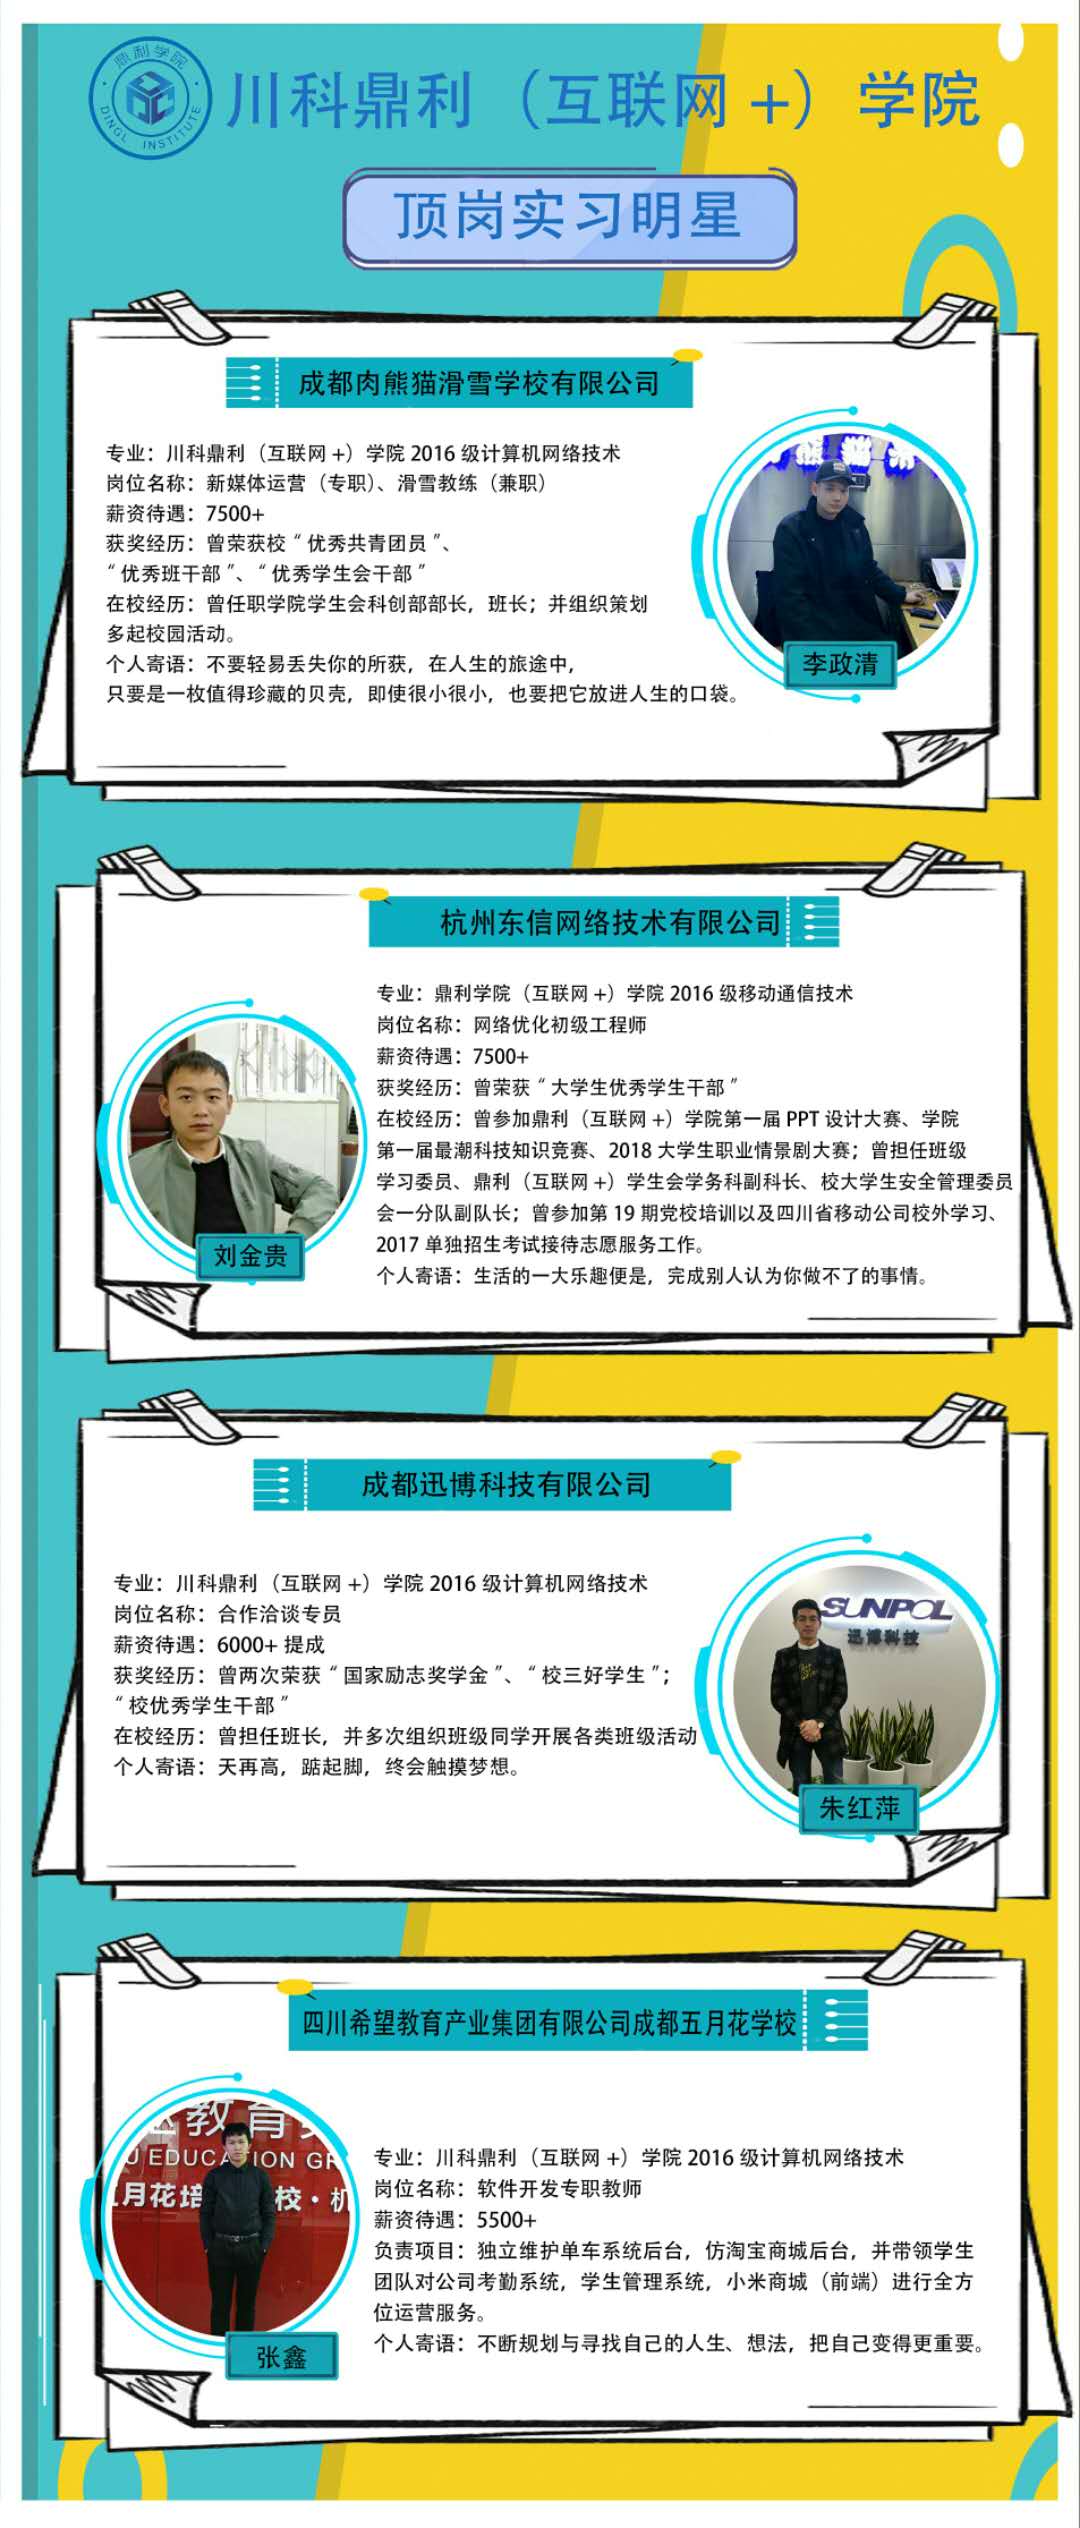 鼎利学院
DINGL INSTITUTE
川科鼎利（互联网+）学院
顶岗实习明星
成都肉熊猫滑雪学校有限公司
专业：川科鼎利（互联网+）学院 2016 级计算机网络技术
岗位名称：新媒体运营（专职）、滑雪教练（兼职）
薪资待遇：7500+
获奖经历：曾荣获校“优秀共青团员”、
“优秀班干部”、“优秀学生会干部”
在校经历：曾任职学院学生会科创部部长，班长；并组织策划
多起校园活动。
个人寄语：不要轻易丢失你的所获，在人生的旅途中，
只要是一枚值得珍藏的贝壳，即使很小很小，也要把它放进人生的口袋。
李政清
杭州东信网络技术有限公司
专业：鼎利学院（互联网+）学院 2016 级移动通信技术
岗位名称：网络优化初级工程师
薪资待遇：7500+
获奖经历：曾荣获“大学生优秀学生干部”
在校经历：曾参加鼎利（互联网+）学院第一届 PPT 设计大赛、学院
第一届最潮科技知识竞赛、2018 大学生职业情景剧大赛；曾担任班级
学习委员、鼎利（互联网+）学生会学务科副科长、校大学生安全管理委员
会一分队副队长；曾参加第 19 期党校培训以及四川省移动公司校外学习、
2017 单独招生考试接待志愿服务工作。
个人寄语：生活的一大乐趣便是，完成别人认为你做不了的事情。
刘金贵
成都迅博科技有限公司
专业：川科鼎利（互联网+）学院 2016 级计算机网络技术
岗位名称：合作洽谈专员
薪资待遇：6000+ 提成
获奖经历：曾两次荣获“国家励志奖学金”、“校三好学生”；
“校优秀学生干部”
在校经历：曾担任班长，并多次组织班级同学开展各类班级活动
个人寄语：天再高，踮起脚，终会触摸梦想。
SUNPOL
迅博科技
朱红萍
四川希望教育产业集团有限公司成都五月花学校
教育
U EDUCATION GR
月花培 校·机
专业：川科鼎利（互联网+）学院 2016 级计算机网络技术
岗位名称：软件开发专职教师
薪资待遇：5500+
负责项目：独立维护单车系统后台，仿淘宝商城后台，并带领学生
团队对公司考勤系统，学生管理系统，小米商城（前端）进行全方
位运营服务。
个人寄语：不断规划与寻找自己的人生、想法，把自己变得更重要。
张鑫